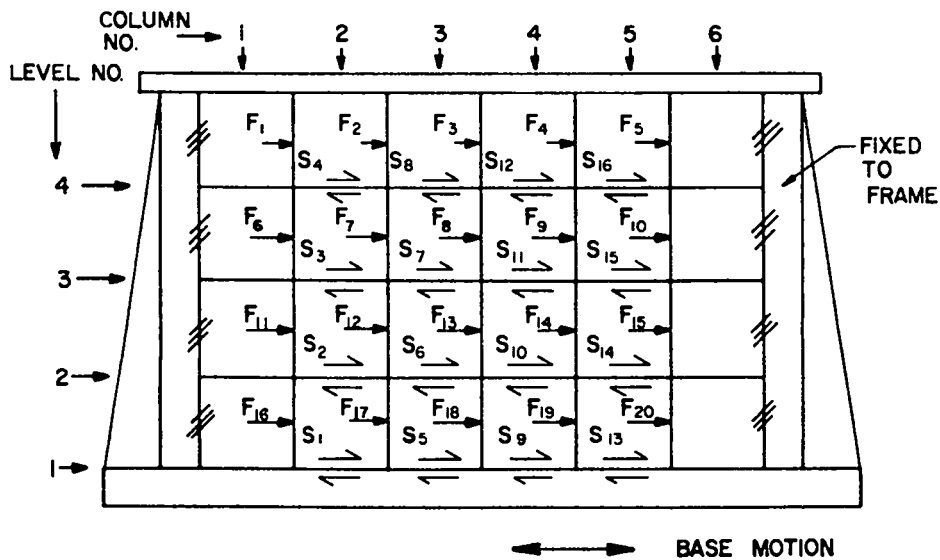 COLUMN NO. 1 2 3 4 5 6
LEVEL NO.
F1 F2 F3 F4 F5
S4 S8 S12 S16
FIXED TO FRAME
4
F6 F7 F8 F9 F10
S3 S7 S11 S15
3
F11 F12 F13 F14 F15
S2 S6 S10 S14
2
F16 F17 F18 F19 F20
S1 S5 S9 S13
1
BASE MOTION